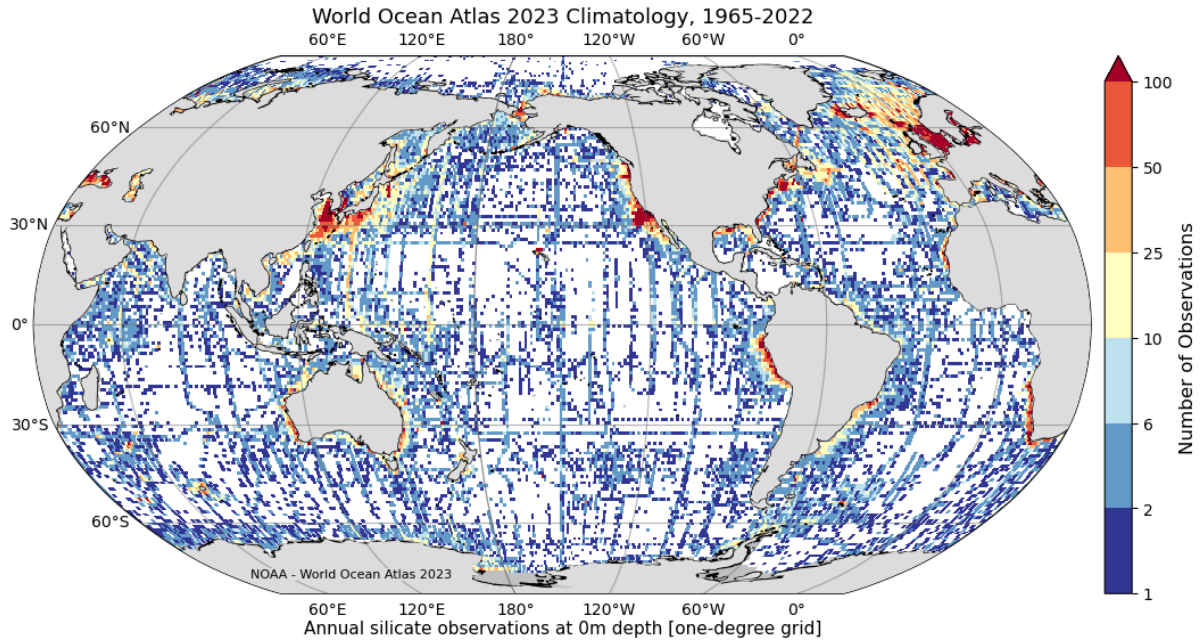 World Ocean Atlas 2023 Climatology, 1965-2022
60°E 120°E 180° 120°W 60°W 0°
60°N
30°N
0°
30°S
60°S
NOAA - World Ocean Atlas 2023
60°E 120°E 180° 120°W 60°W 0°
Annual silicate observations at 0m depth [one-degree grid]
100
50
25
10
6
2
1
Number of Observations